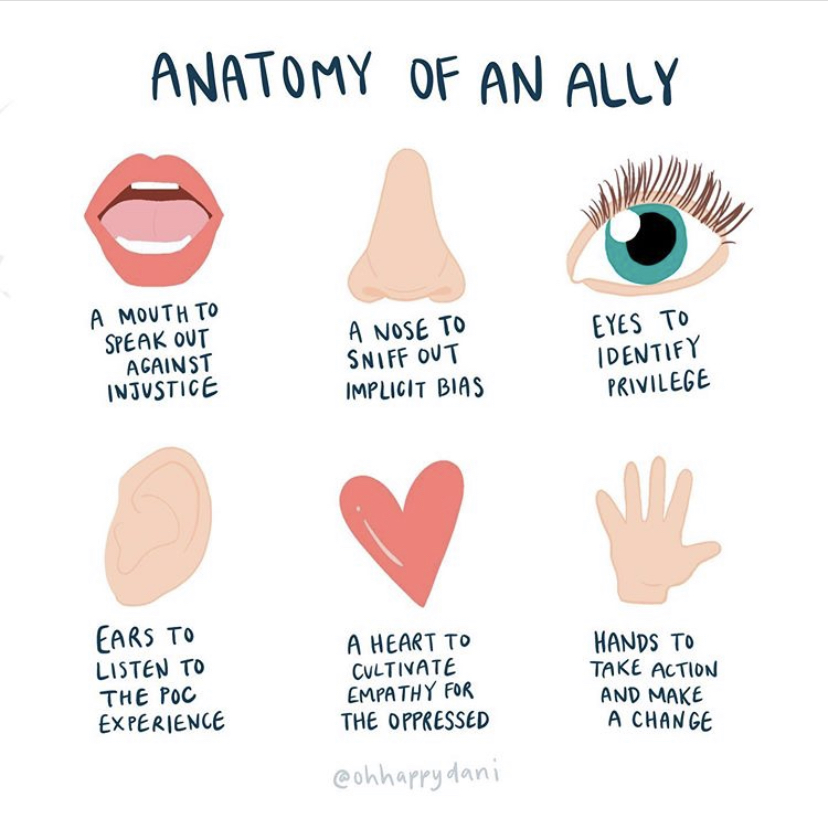 ANATOMY OF AN ALLY
A MOUTH TO
SPEAK OUT
AGAINST
INJUSTICE
A NOSE TO
SNIFF OUT
IMPLICIT BIAS
EYES TO
IDENTIFY
PRIVILEGE
EARS TO
LISTEN TO
THE POC
EXPERIENCE
A HEART TO
CULTIVATE
EMPATHY FOR
THE OPPRESSED
HANDS TO
TAKE ACTION
AND MAKE
A CHANGE
@ohhappydani